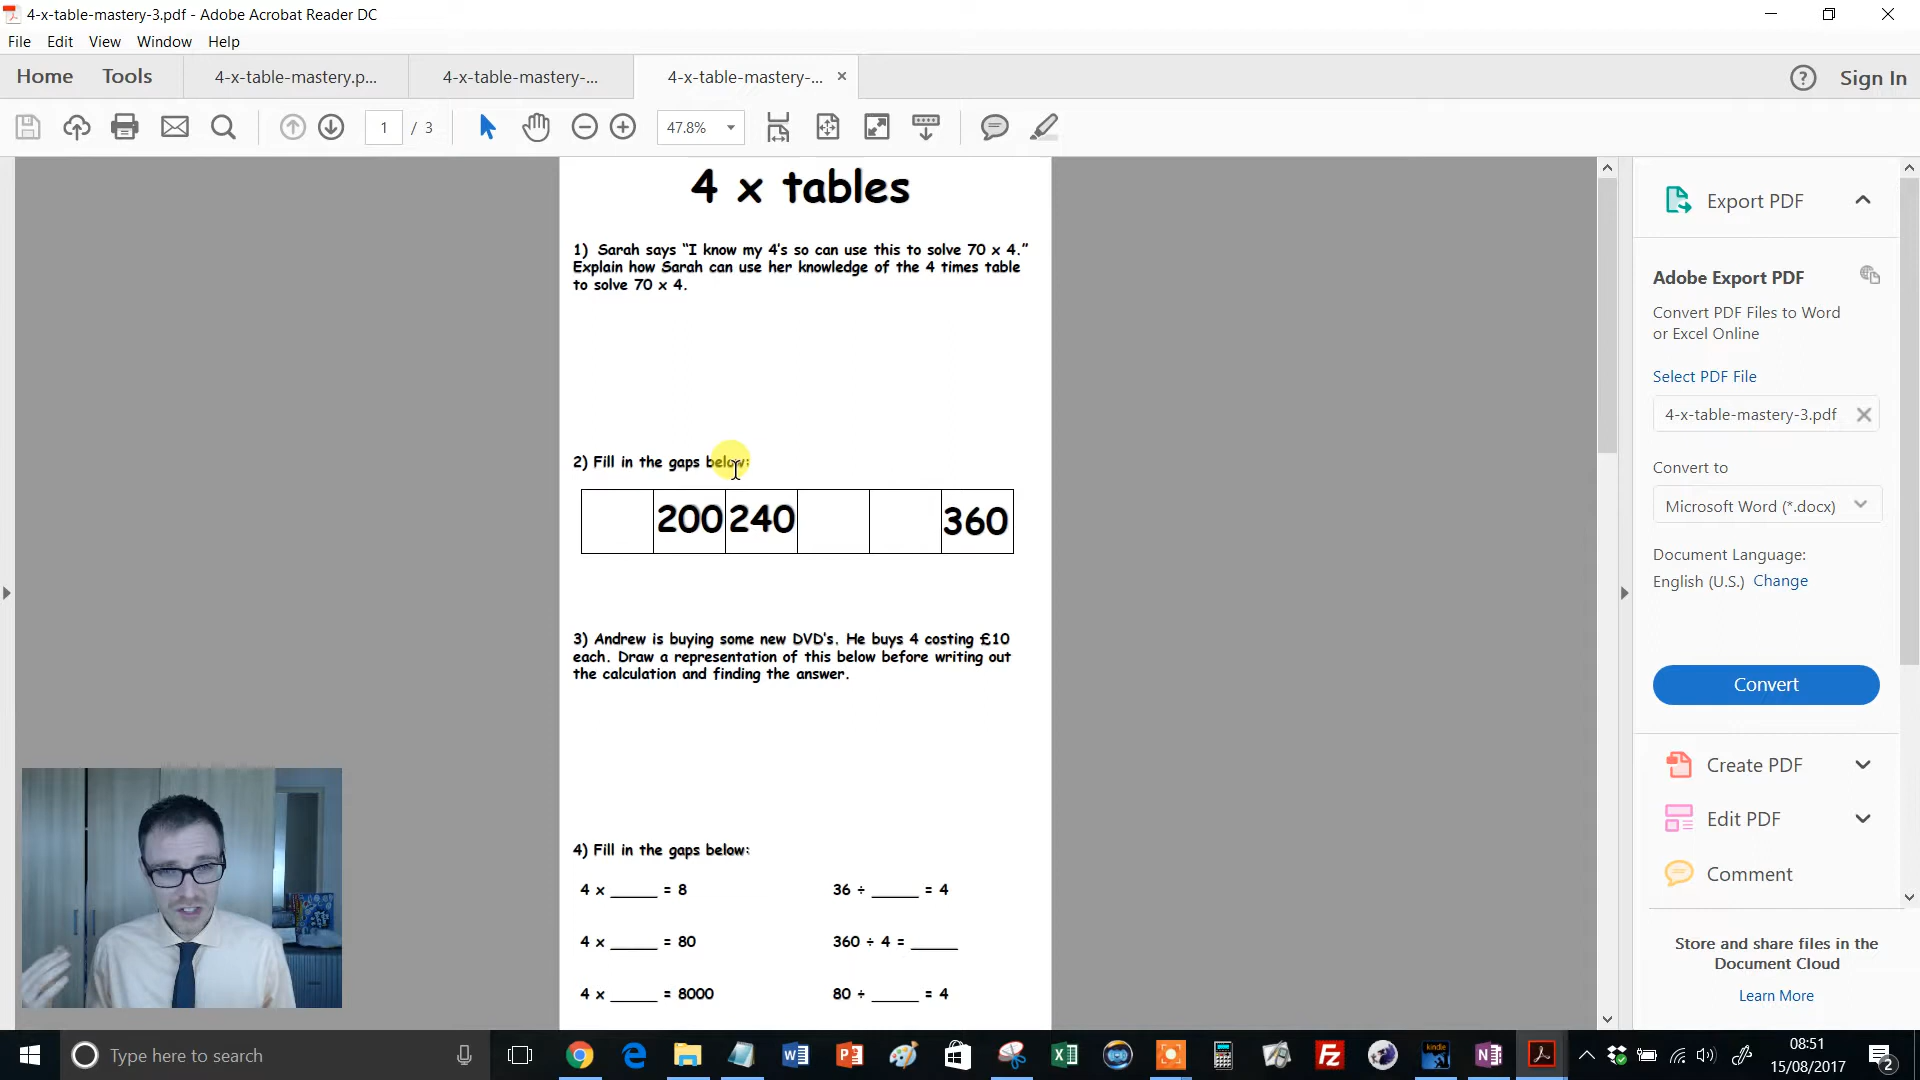 4-x-table-mastery-3.pdf - Adobe Acrobat Reader DC
File Edit View Window Help
Home Tools 4-x-table-mastery.p... 4-x-table-mastery-... 4-x-table-mastery-... Sign In
1 / 3 47.8%
4 x tables
1) Sarah says "I know my 4's so can use this to solve 70 x 4."
Explain how Sarah can use her knowledge of the 4 times table
to solve 70 x 4.
2) Fill in the gaps below:
200 240 360
3) Andrew is buying some new DVD's. He buys 4 costing £10
each. Draw a representation of this below before writing out
the calculation and finding the answer.
4) Fill in the gaps below:
4 x _____ = 8 36 ÷ _____ = 4
4 x _____ = 80 360 ÷ 4 = _____
4 x _____ = 8000 80 ÷ _____ = 4
Export PDF
Adobe Export PDF
Convert PDF Files to Word
or Excel Online
Select PDF File
4-x-table-mastery-3.pdf
Convert to
Microsoft Word (*.docx)
Document Language:
English (U.S.) Change
Convert
Create PDF
Edit PDF
Comment
Store and share files in the
Document Cloud
Learn More
Type here to search
kindle
08:51
15/08/2017
2